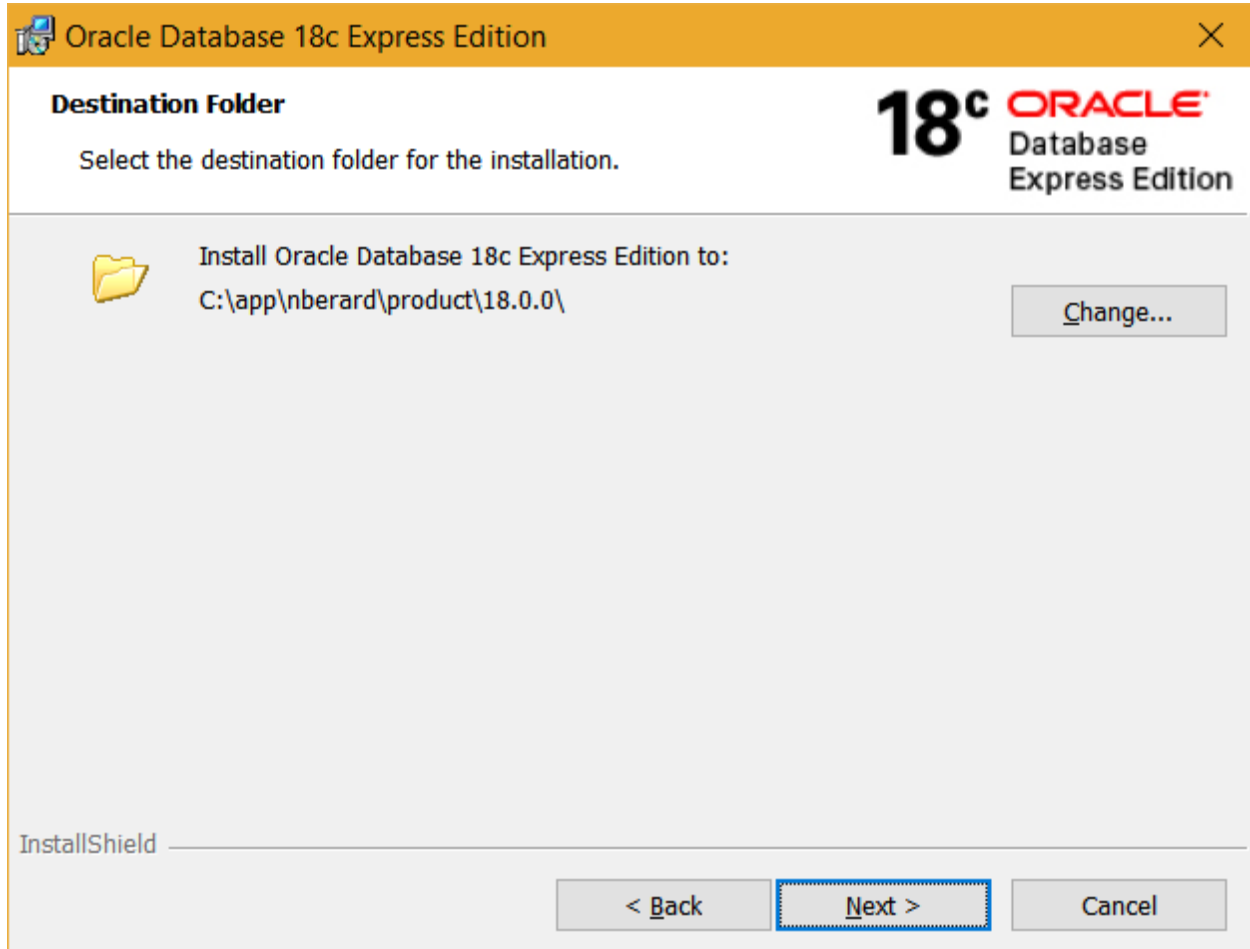 Oracle Database 18c Express Edition
Destination Folder
Select the destination folder for the installation.
18c ORACLE
Database
Express Edition
Install Oracle Database 18c Express Edition to:
C:\app\nberard\product\18.0.0\
Change...
InstallShield
< Back
Next >
Cancel